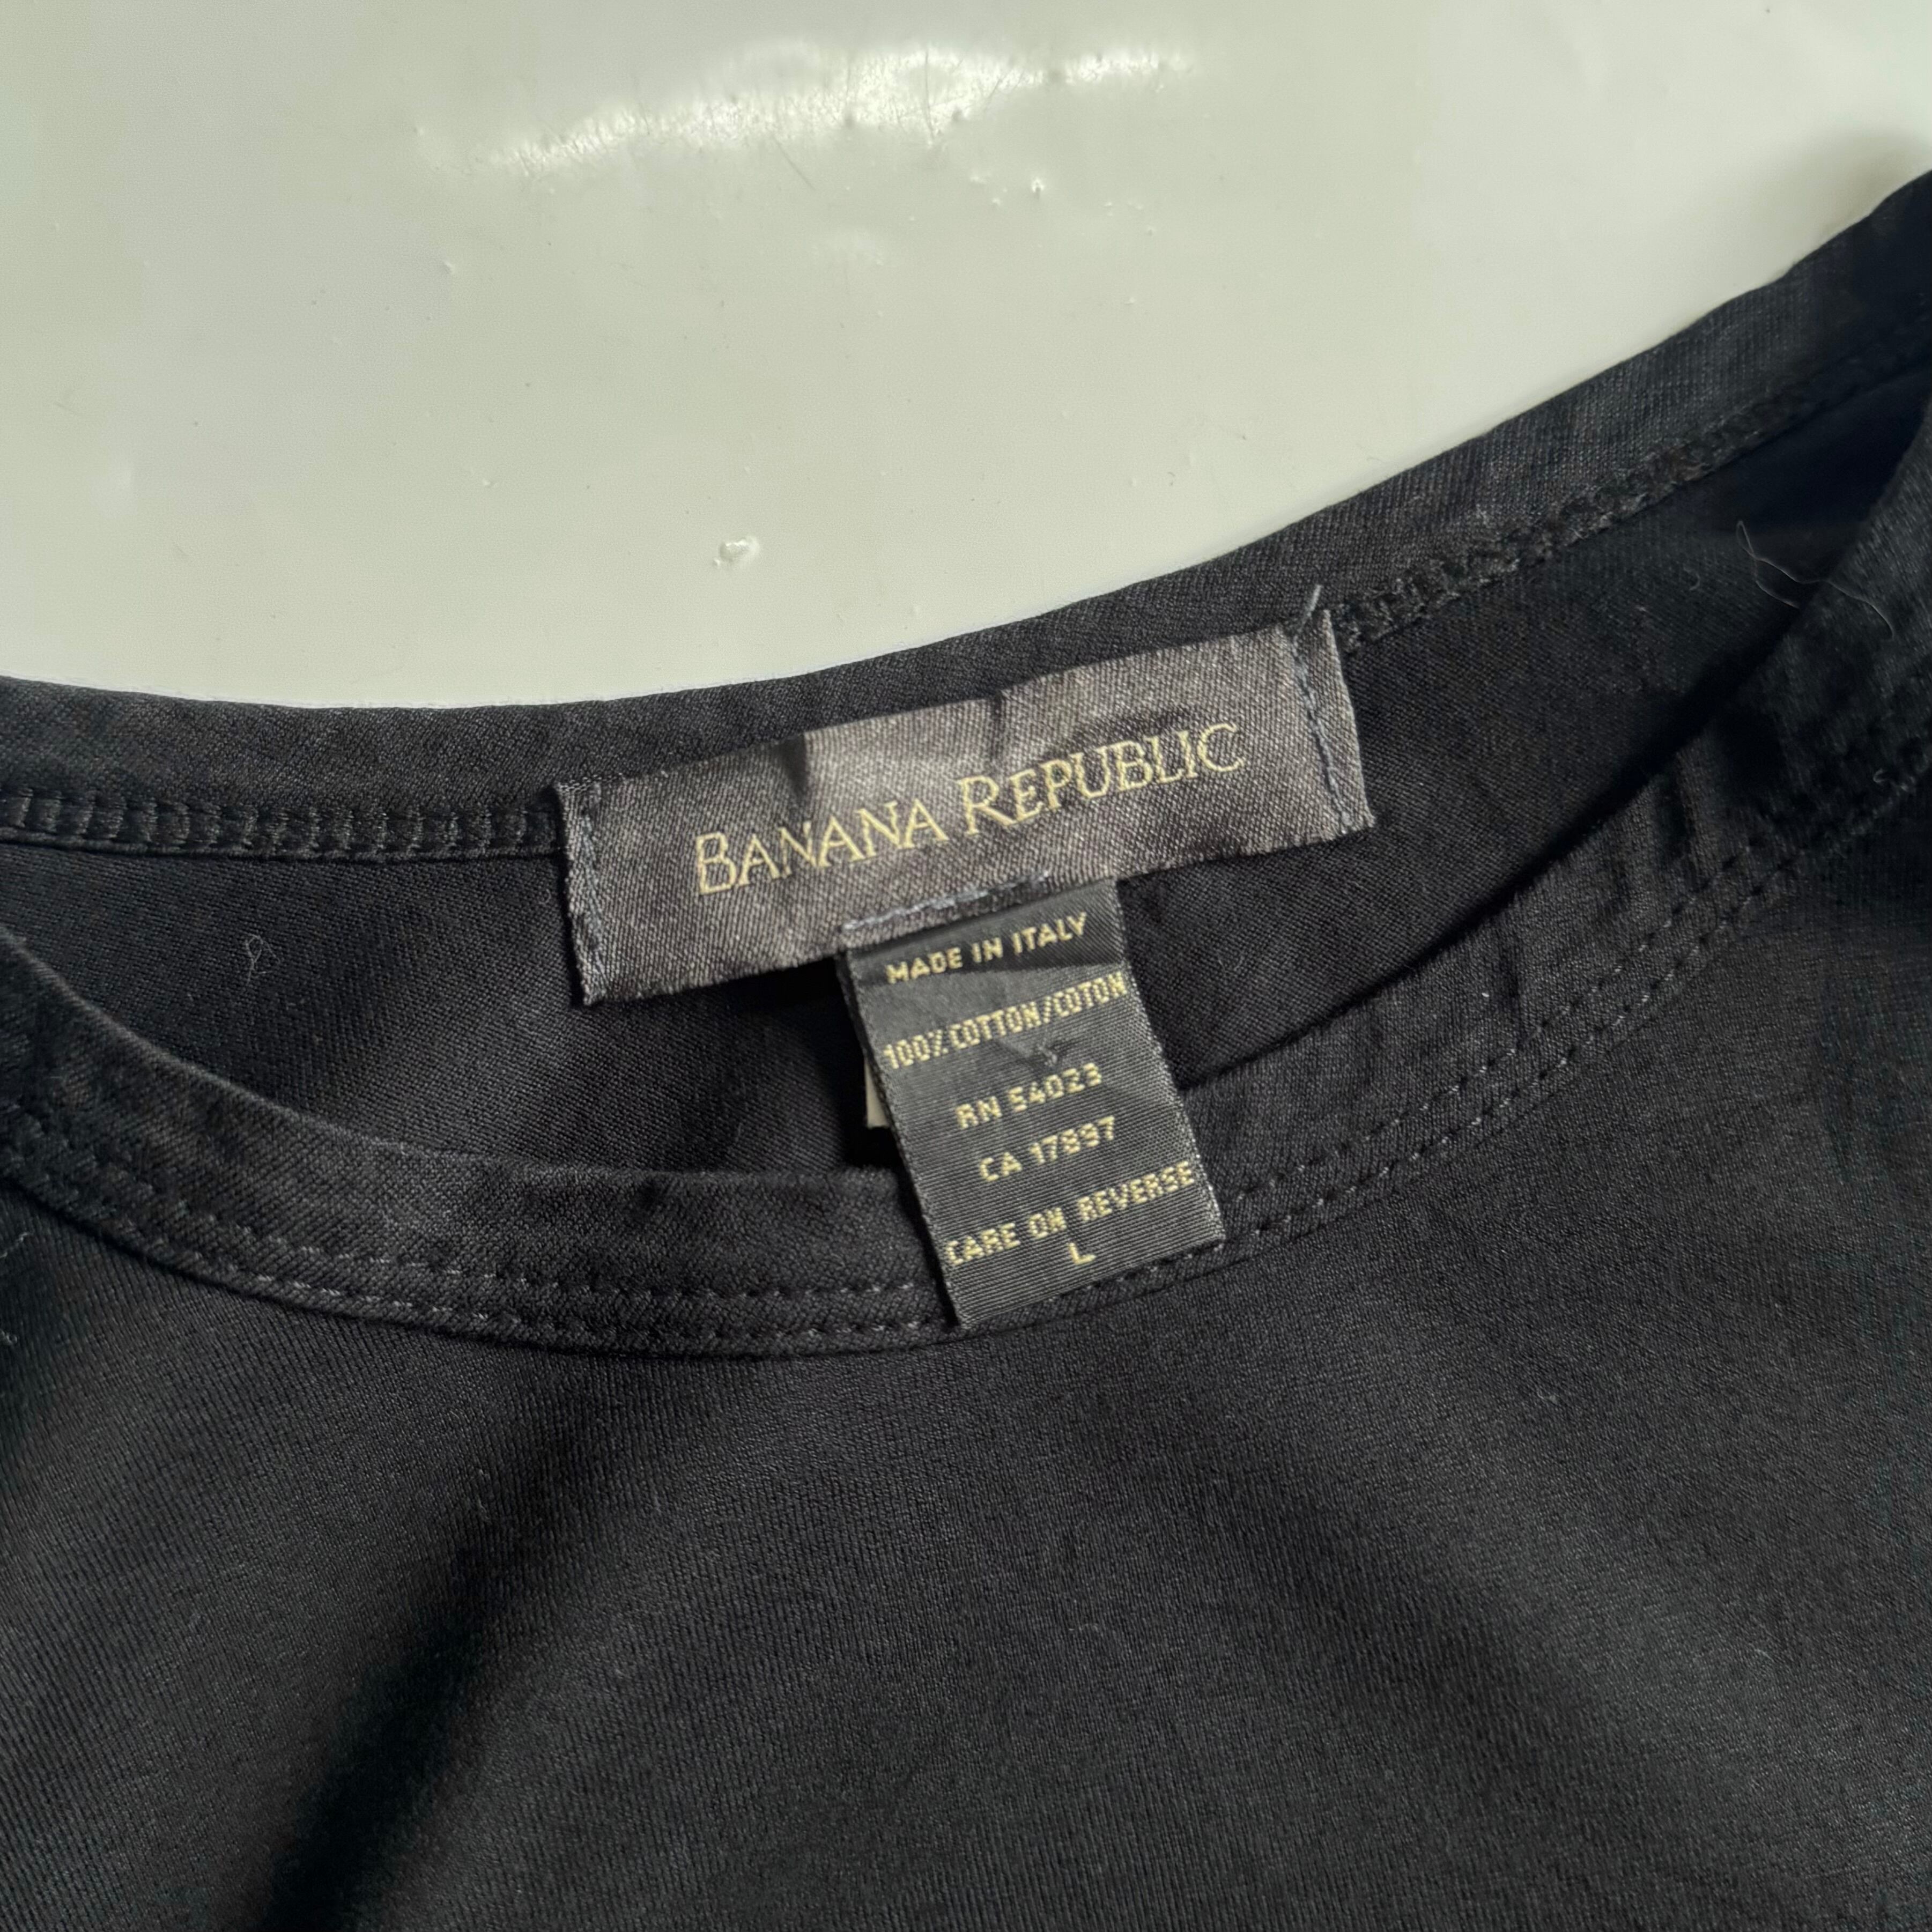 BANANA REPUBLIC
MADE IN ITALY
100% COTTON/COTON
RN 54023
CA 17897
CARE ON REVERSE
L